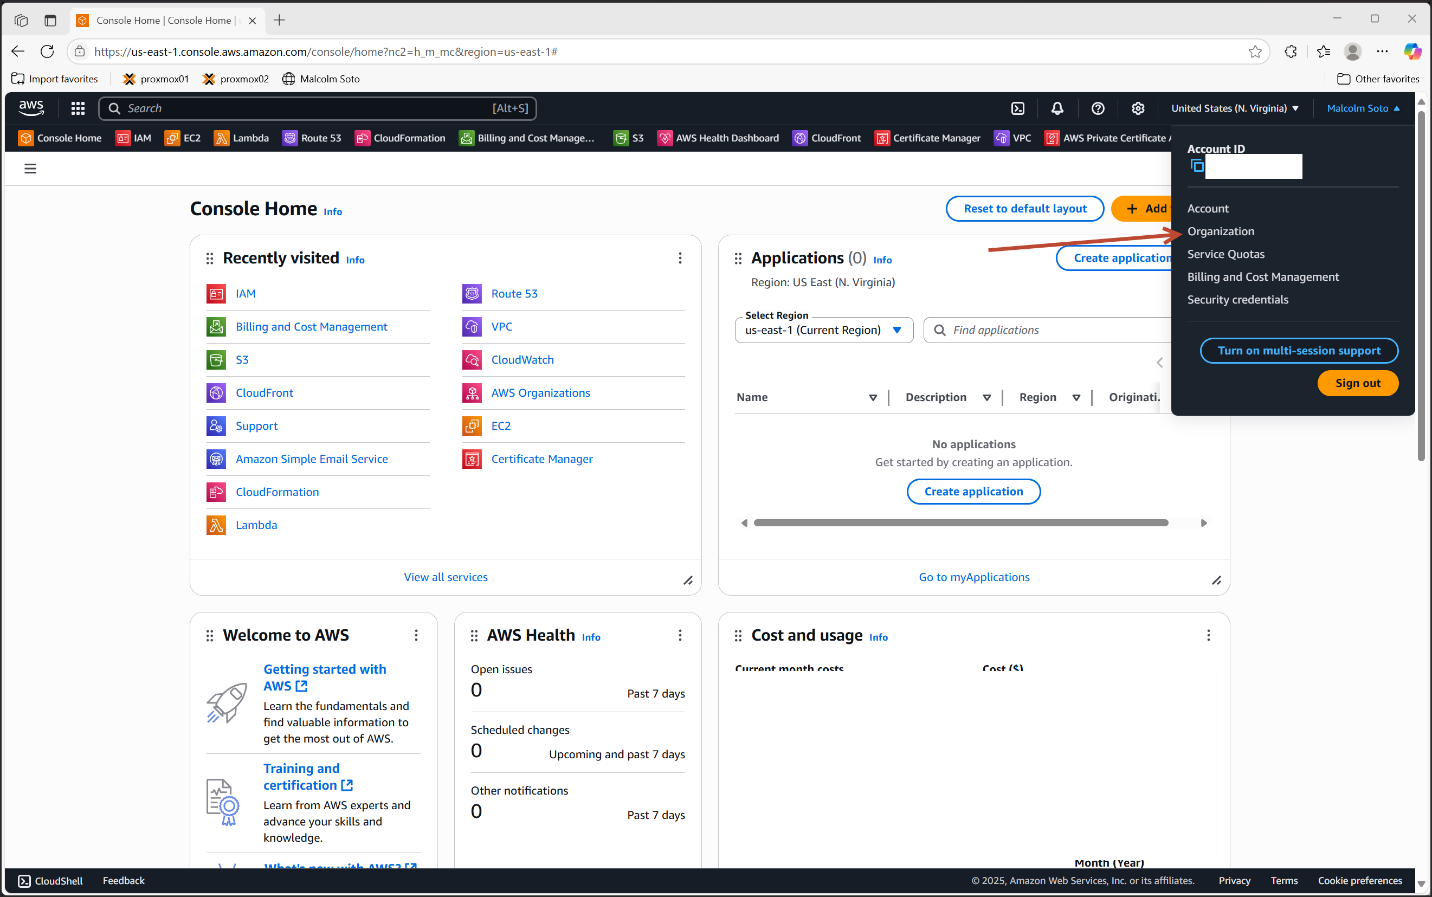 Console Home | Console Home |
https://us-east-1.console.aws.amazon.com/console/home?nc2=h_m_mc&region=us-east-1#
Import favorites
proxmox01
proxmox02
Malcolm Soto
Other favorites
aws
Search
[Alt+S]
United States (N. Virginia)
Malcolm Soto
Console Home
IAM
EC2
Lambda
Route 53
CloudFormation
Billing and Cost Manage...
S3
AWS Health Dashboard
CloudFront
Certificate Manager
VPC
AWS Private Certificate A
Account ID
Account
Organization
Service Quotas
Billing and Cost Management
Security credentials
Turn on multi-session support
Sign out
Console Home Info
Reset to default layout
+ Add
Recently visited Info
IAM
Billing and Cost Management
S3
CloudFront
Support
Amazon Simple Email Service
CloudFormation
Lambda
Route 53
VPC
CloudWatch
AWS Organizations
EC2
Certificate Manager
View all services
Applications (0) Info
Create application
Region: US East (N. Virginia)
Select Region
us-east-1 (Current Region)
Find applications
Name
Description
Region
Originati.
No applications
Get started by creating an application.
Create application
Go to myApplications
Welcome to AWS
Getting started with
AWS
Learn the fundamentals and
find valuable information to
get the most out of AWS.
Training and
certification
Learn from AWS experts and
advance your skills and
knowledge.
What's new with AWS?
AWS Health Info
Open issues
0
Past 7 days
Scheduled changes
0
Upcoming and past 7 days
Other notifications
0
Past 7 days
Cost and usage Info
Current month costs
Cost ($)
Month (Year)
CloudShell
Feedback
© 2025, Amazon Web Services, Inc. or its affiliates.
Privacy
Terms
Cookie preferences